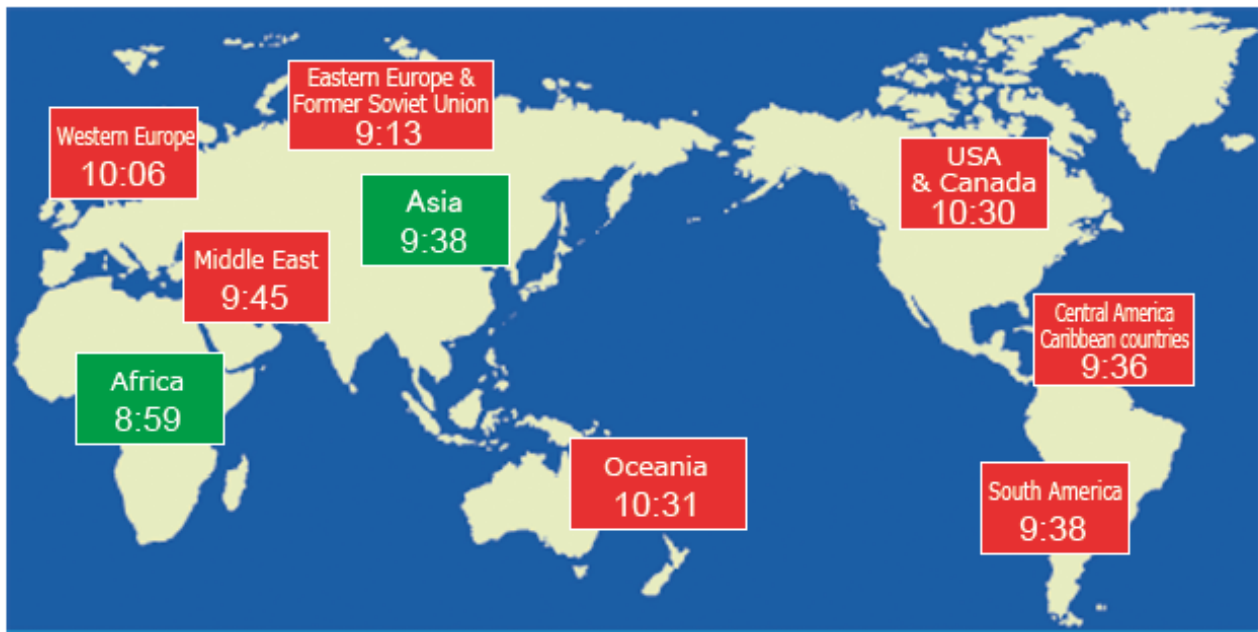 Eastern Europe &
Former Soviet Union
9:13
Western Europe
10:06
USA
& Canada
10:30
Asia
9:38
Middle East
9:45
Central America
Caribbean countries
9:36
Africa
8:59
Oceania
10:31
South America
9:38